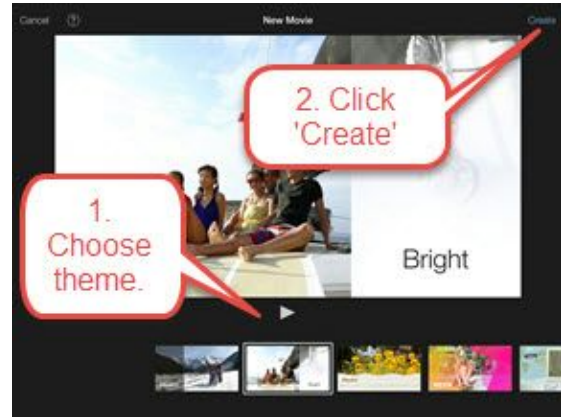 Cancel ? New Movie Create
2. Click
'Create'
1.
Choose
theme.
Bright